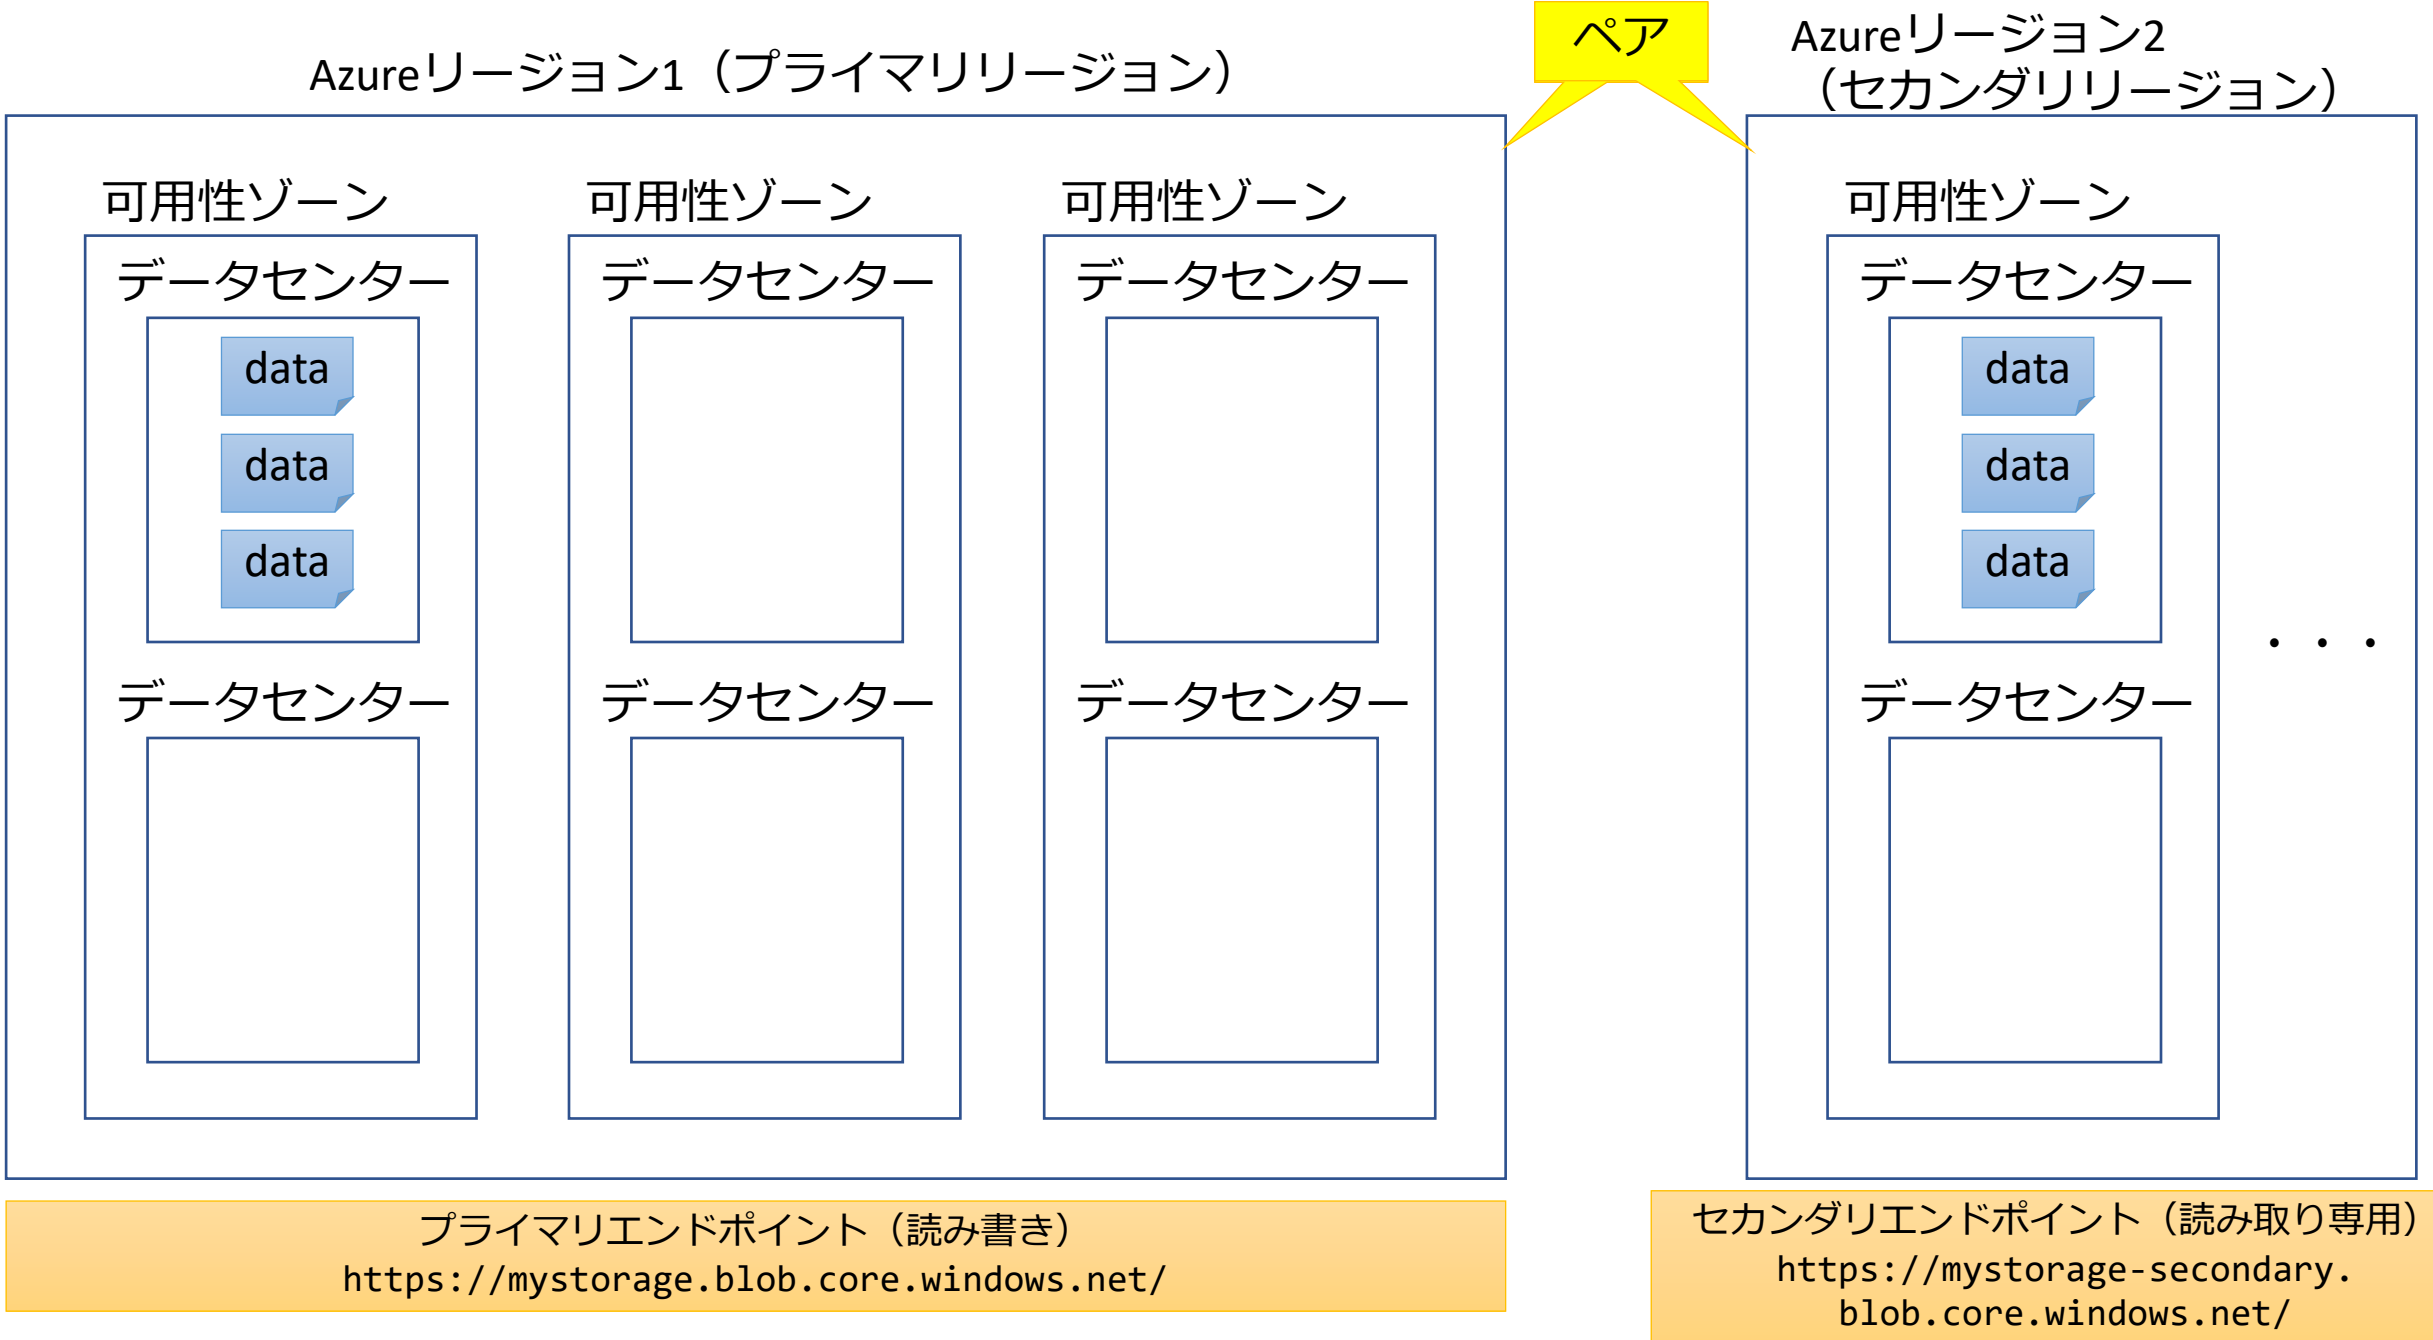 Azureリージョン1（プライマリリージョン）
ペア
Azureリージョン2
（セカンダリリージョン）
可用性ゾーン
データセンター
data
data
data
データセンター
可用性ゾーン
データセンター
データセンター
可用性ゾーン
データセンター
データセンター
可用性ゾーン
データセンター
data
data
data
データセンター
・・・
プライマリエンドポイント（読み書き）
https://mystorage.blob.core.windows.net/
セカンダリエンドポイント（読み取り専用）
https://mystorage-secondary.
blob.core.windows.net/